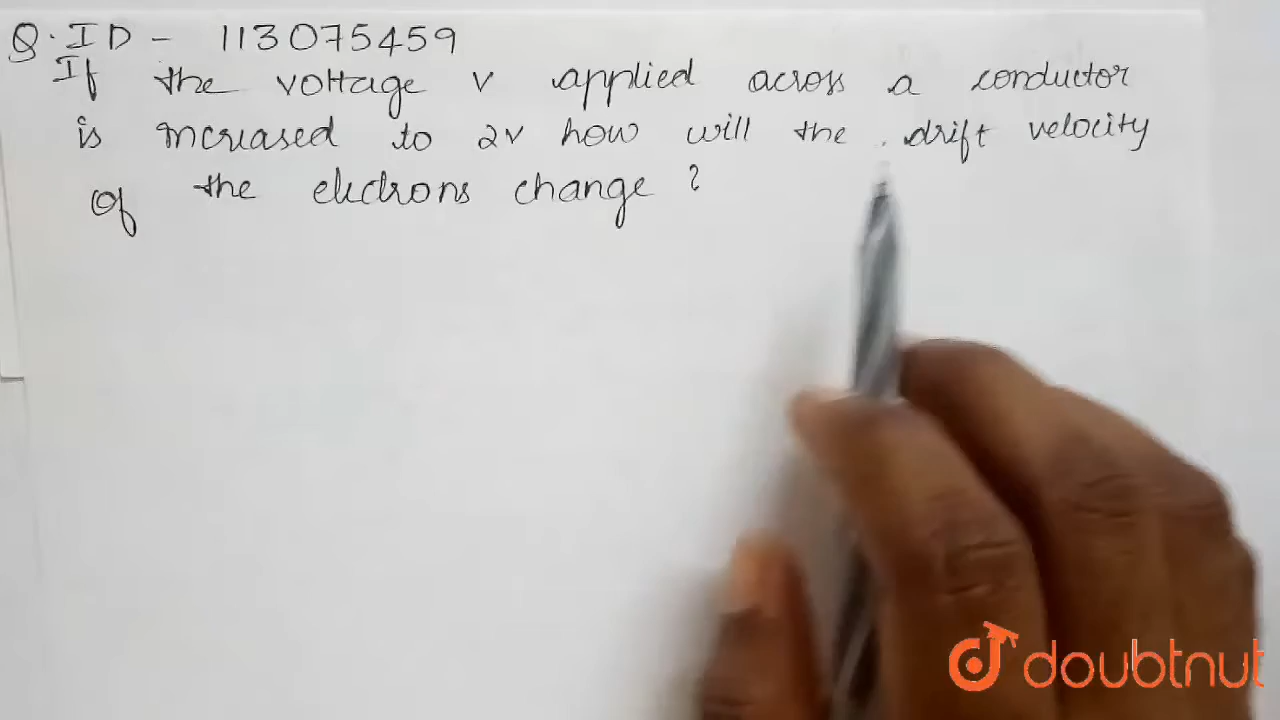 Q.ID - 113075459
If the voltage v applied across a conductor
is increased to 2v how will the drift velocity
of the electrons change ?
doubtnut